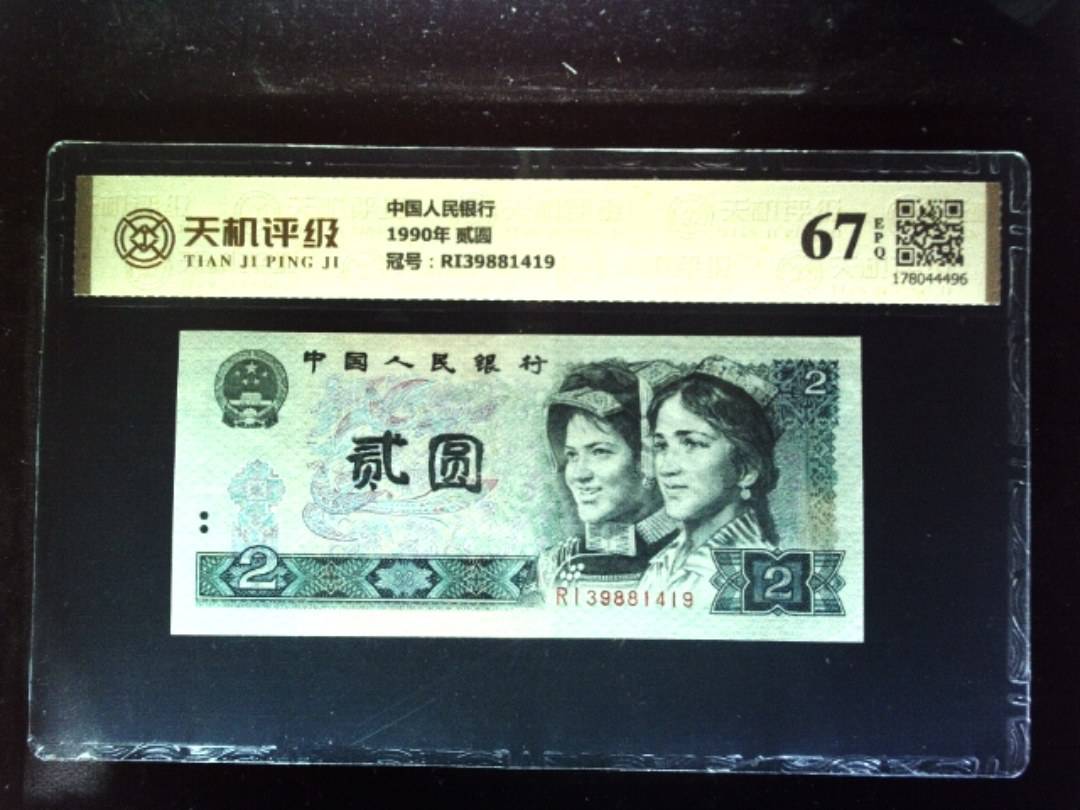 天机评级
TIAN JI PING JI
中国人民银行
1990年 贰圆
冠号：RI39881419
67
EPQ
178044496
中国人民银行
2
贰圆
2
RI39881419
2